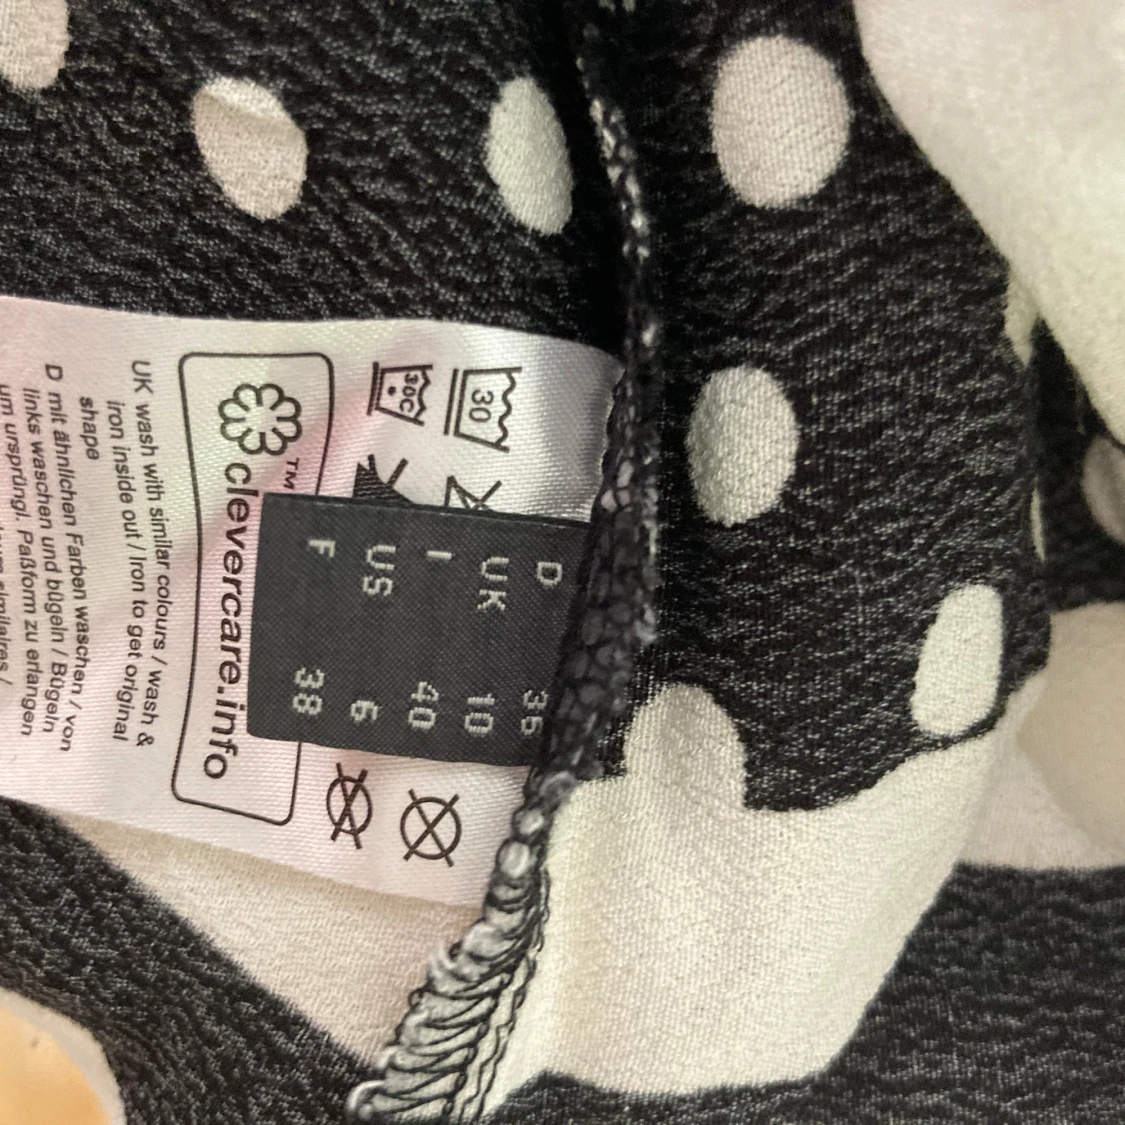 30
30C
D 36
UK 10
I 40
US 6
F 38
™
clevercare.info
UK wash with similar colours / wash &
iron inside out / Iron to get original
shape
D mit ähnlichen Farben waschen / von
links waschen und bügeln / Bügeln
um ursprüngl. Paßform zu erlangen
similaires /